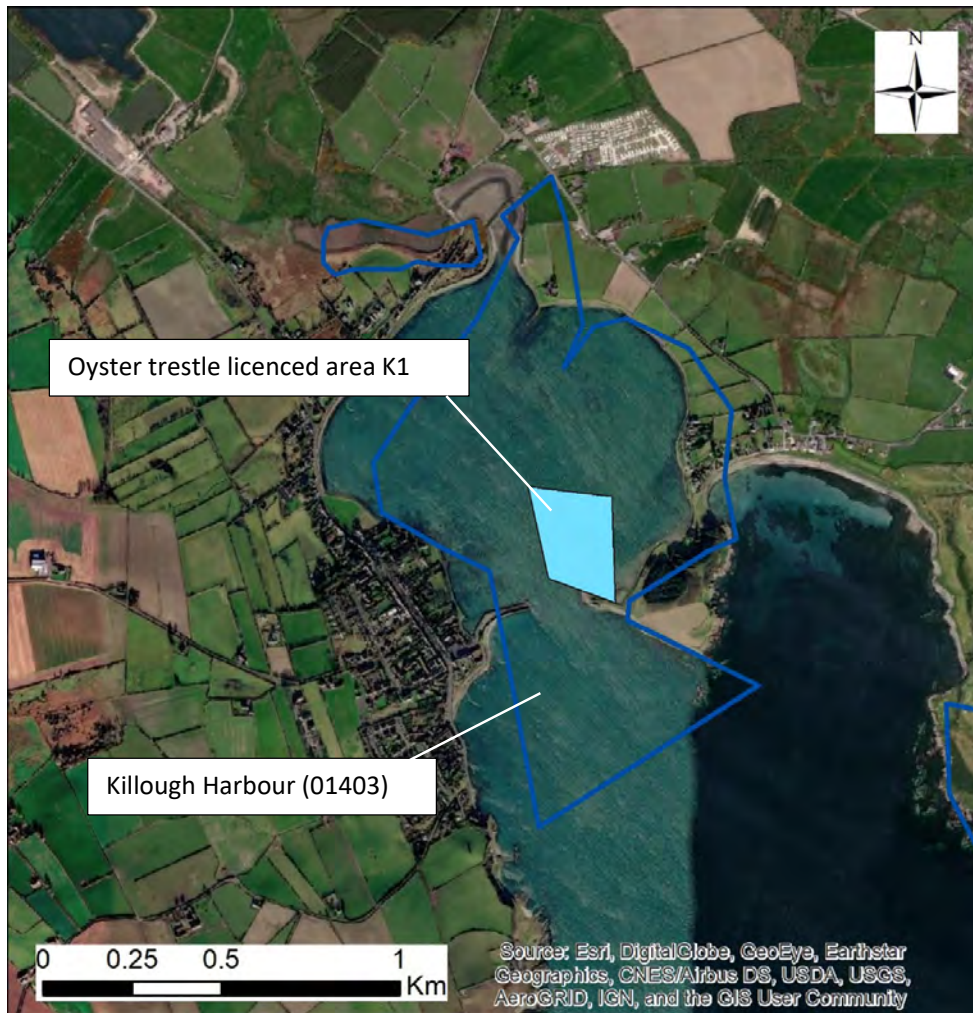 N
Oyster trestle licenced area K1
Killough Harbour (01403)
0 0.25 0.5 1
Km
Source: Esri, DigitalGlobe, GeoEye, Earthstar
Geographics, CNES/Airbus DS, USDA, USGS,
AeroGRID, IGN, and the GIS User Community